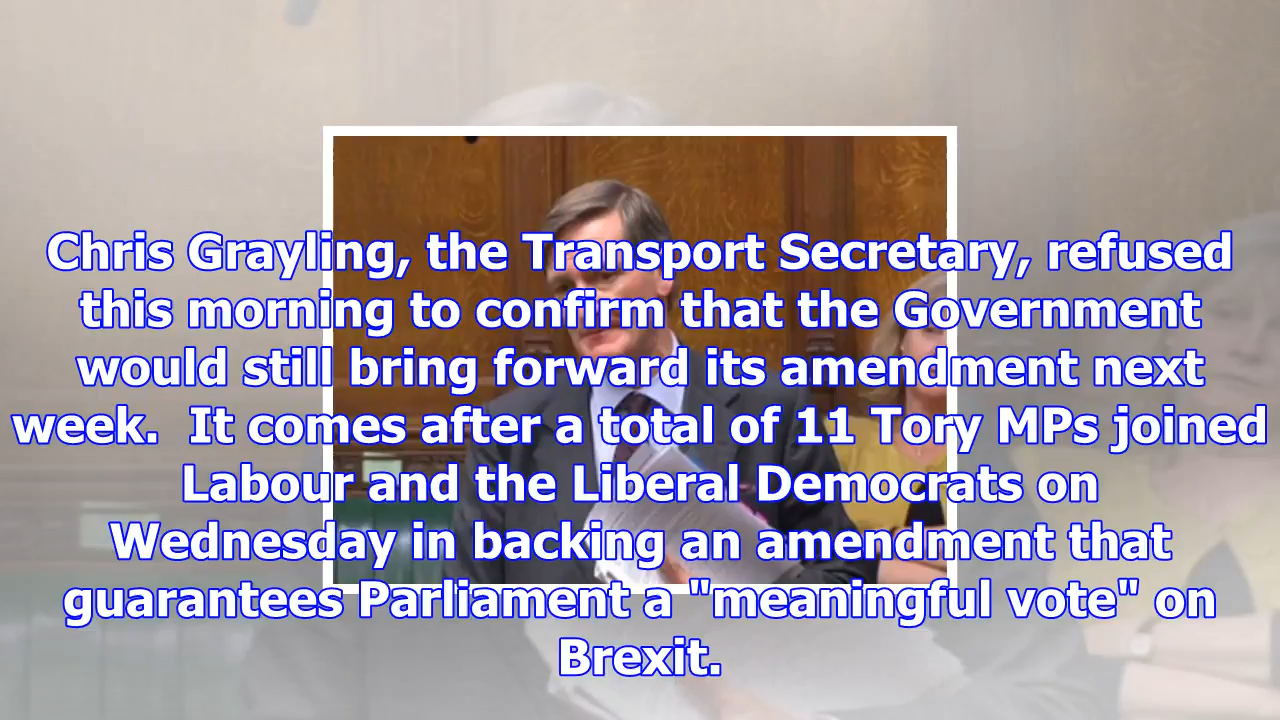 Chris Grayling, the Transport Secretary, refused
this morning to confirm that the Government
would still bring forward its amendment next
week.  It comes after a total of 11 Tory MPs joined
Labour and the Liberal Democrats on
Wednesday in backing an amendment that
guarantees Parliament a "meaningful vote" on
Brexit.